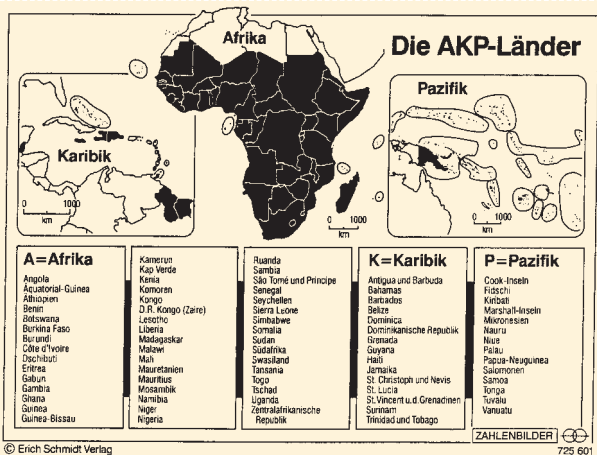 Afrika
Die AKP-Länder
Pazifik
Karibik
0 1000
km
0 1000
km
0 1000
km
A=Afrika
Angola
Äquatorial-Guinea
Äthiopien
Benin
Botswana
Burkina Faso
Burundi
Côte d'Ivoire
Dschibuti
Eritrea
Gabun
Gambia
Ghana
Guinea
Guinea-Bissau
Kamerun
Kap Verde
Kenia
Komoren
Kongo
D.R. Kongo (Zaire)
Lesotho
Liberia
Madagaskar
Malawi
Mali
Mauretanien
Mauritius
Mosambik
Namibia
Niger
Nigeria
Ruanda
Sambia
São Tomé und Principe
Senegal
Seychellen
Sierra Leone
Simbabwe
Somalia
Sudan
Südafrika
Swasiland
Tansania
Togo
Tschad
Uganda
Zentralafrikanische
Republik
K=Karibik
Antigua und Barbuda
Bahamas
Barbados
Belize
Dominica
Dominikanische Republik
Grenada
Guyana
Haiti
Jamaika
St. Christoph und Nevis
St. Lucia
St.Vincent u.d.Grenadinen
Surinam
Trinidad und Tobago
P=Pazifik
Cook-Inseln
Fidschi
Kiribati
Marshall-Inseln
Mikronesien
Nauru
Niue
Palau
Papua-Neuguinea
Salomonen
Samoa
Tonga
Tuvalu
Vanuatu
ZAHLENBILDER
© Erich Schmidt Verlag
725 601